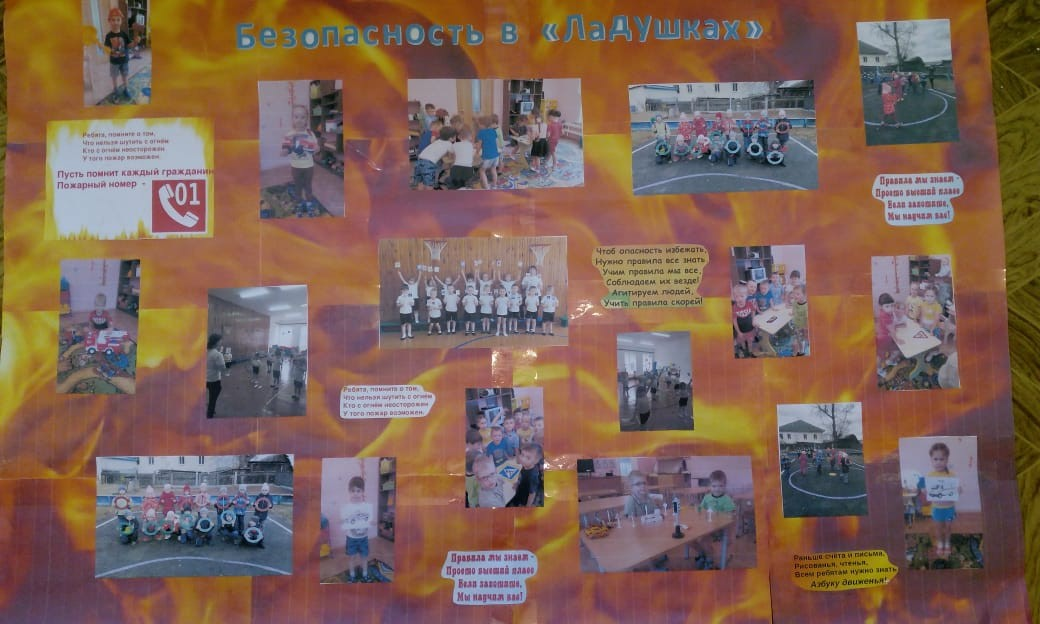 Безопасность в «ЛаДУшках»
Ребята, помните о том,
Что нельзя шутить с огнём
Кто с огнём неосторожен
У того пожар возможен.
Пусть помнит каждый гражданин
Пожарный номер -
01
Правила мы знаем -
Просто высший класс
Если захотите,
Мы научим вас!
Чтоб опасность избежать,
Нужно правила все знать
Учим правила мы все,
Соблюдаем их везде!
Агитируем людей,
Учить правила скорей!
Ребята, помните о том,
Что нельзя шутить с огнём
Кто с огнём неосторожен
У того пожар возможен.
Правила мы знаем -
Просто высший класс
Если захотите,
Мы научим вас!
Раньше счёта и письма,
Рисованья, чтенья,
Всем ребятам нужно знать
Азбуку движенья!